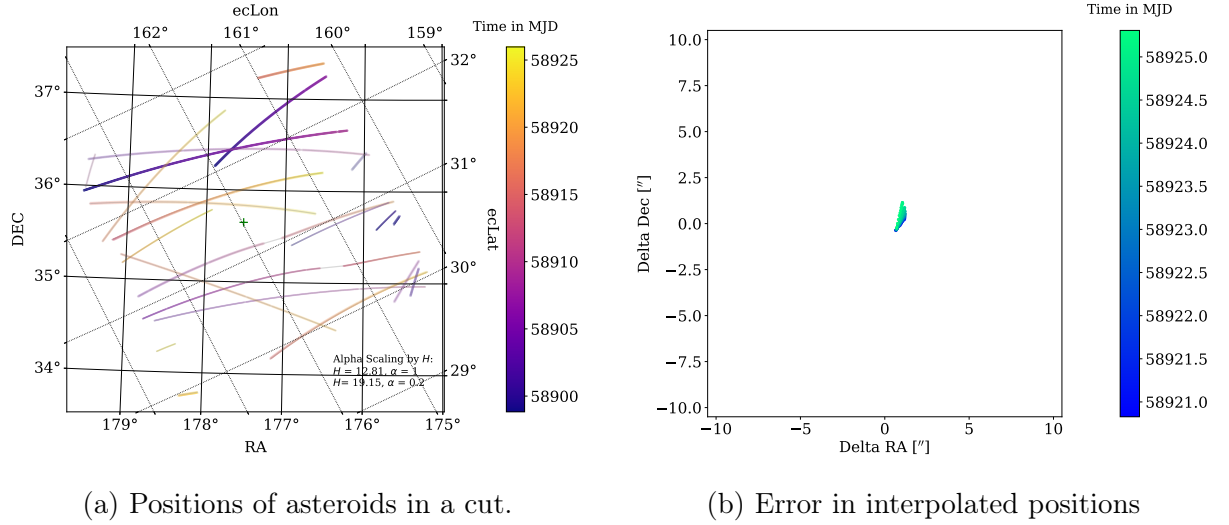 ecLon
162° 161° 160° 159°
Time in MJD
32°
31°
30°
29°
ecLat
37°
36°
35°
34°
DEC
179° 178° 177° 176° 175°
RA
Alpha Scaling by H:
H = 12.81, α = 1
H= 19.15, α = 0.2
58925
58920
58915
58910
58905
58900
(a) Positions of asteroids in a cut.
Time in MJD
10.0
7.5
5.0
2.5
0.0
−2.5
−5.0
−7.5
−10.0
Delta Dec [″]
−10 −5 0 5 10
Delta RA [″]
58925.0
58924.5
58924.0
58923.5
58923.0
58922.5
58922.0
58921.5
58921.0
(b) Error in interpolated positions